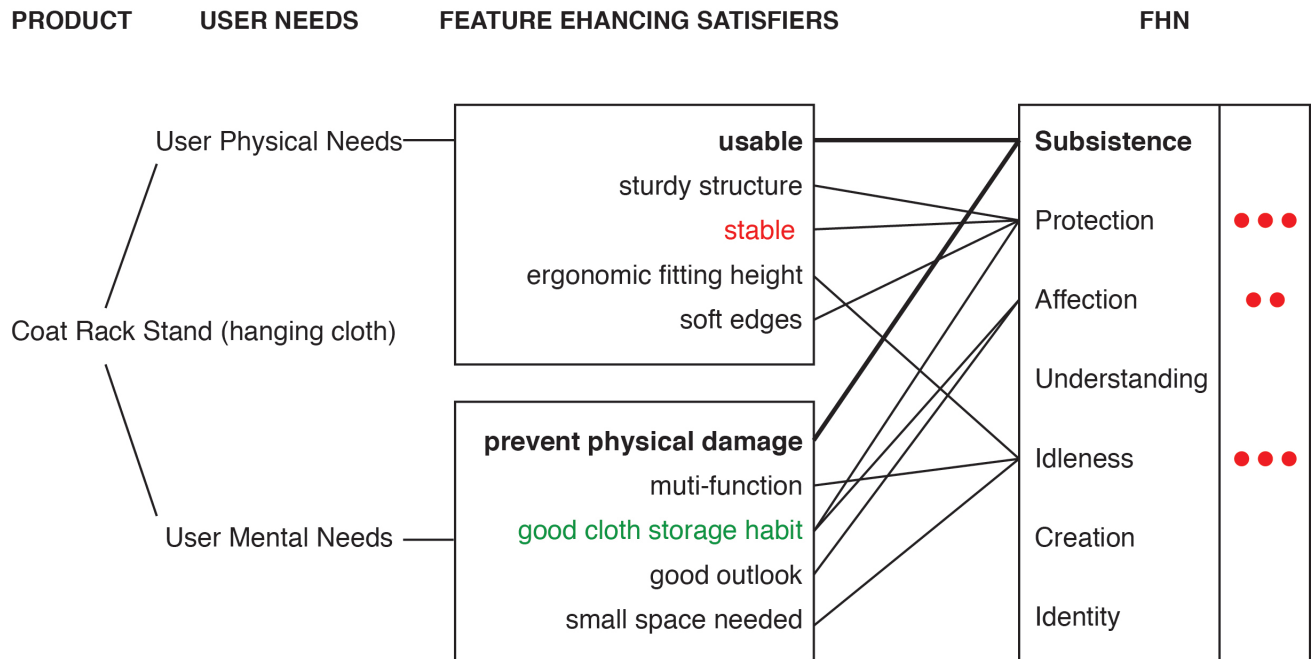 PRODUCT USER NEEDS FEATURE EHANCING SATISFIERS FHN
User Physical Needs
Coat Rack Stand (hanging cloth)
User Mental Needs
usable
sturdy structure
stable
ergonomic fitting height
soft edges
prevent physical damage
muti-function
good cloth storage habit
good outlook
small space needed
Subsistence
Protection
Affection
Understanding
Idleness
Creation
Identity